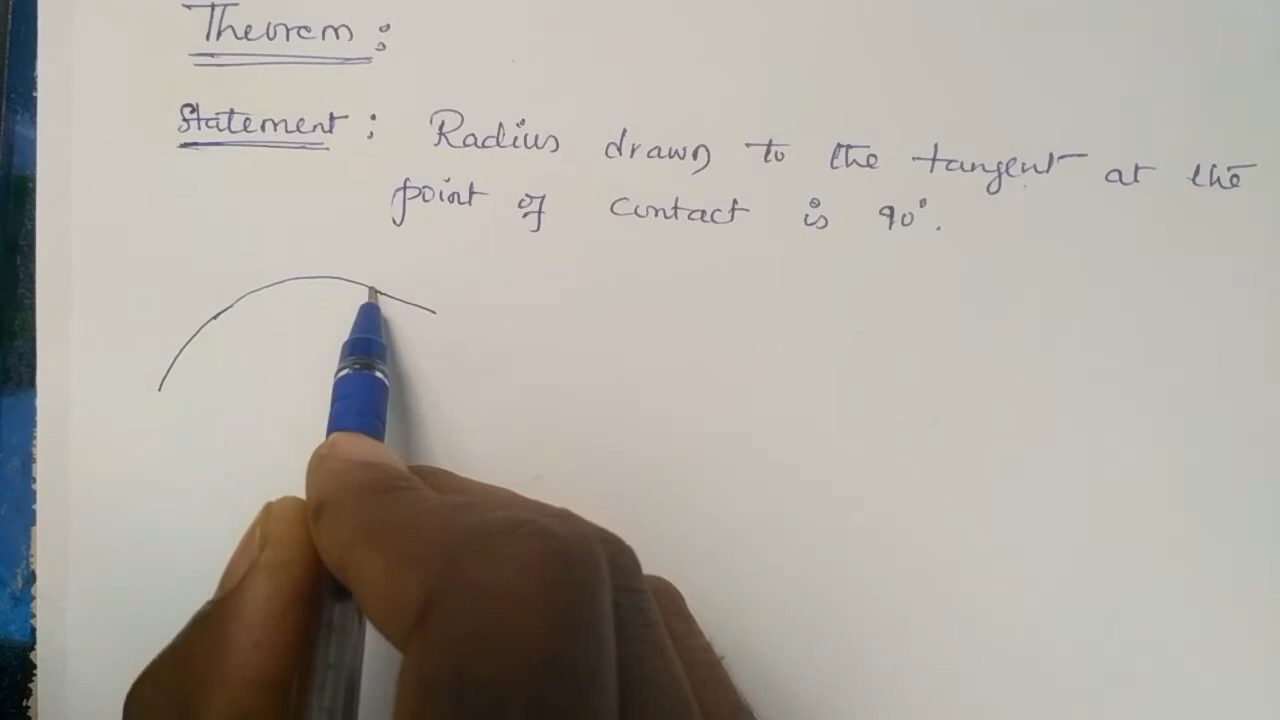 Theorem :
Statement : Radius drawn to the tangent at the
point of contact is 90°.